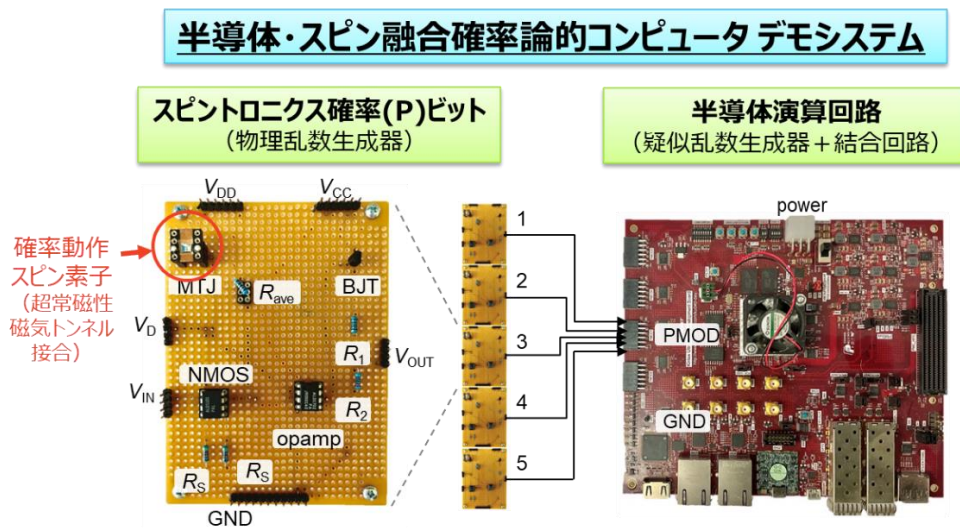 半導体・スピン融合確率論的コンピュータ デモシステム
スピントロニクス確率(P)ビット
（物理乱数生成器）
半導体演算回路
（疑似乱数生成器＋結合回路）
確率動作
スピン素子
（超常磁性
磁気トンネル
接合）
VDD
VCC
MTJ
Rave
BJT
VD
R1
VOUT
NMOS
VIN
R2
opamp
RS
RS
GND
1
2
3
4
5
power
PMOD
GND